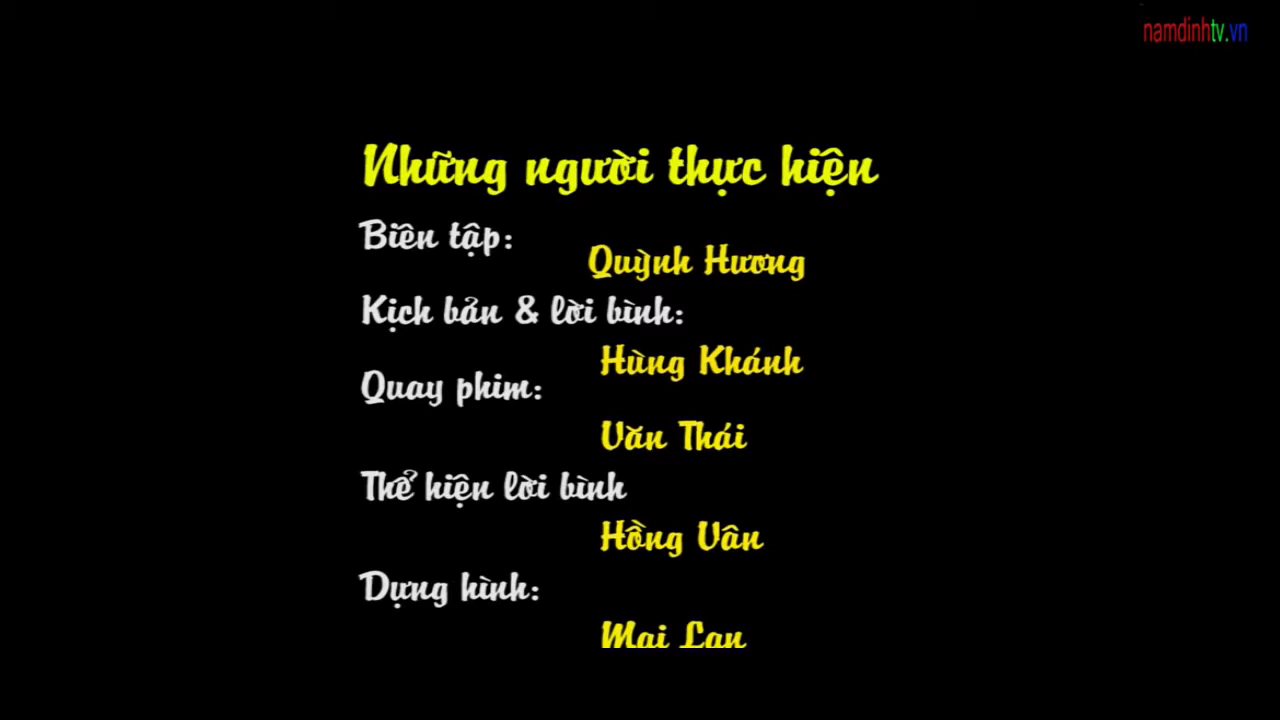 namdinhtv.vn
Những người thực hiện
Biên tập:
Quỳnh Hương
Kịch bản & lời bình:
Hùng Khánh
Quay phim:
Văn Thái
Thể hiện lời bình
Hồng Vân
Dựng hình:
Mai Lan